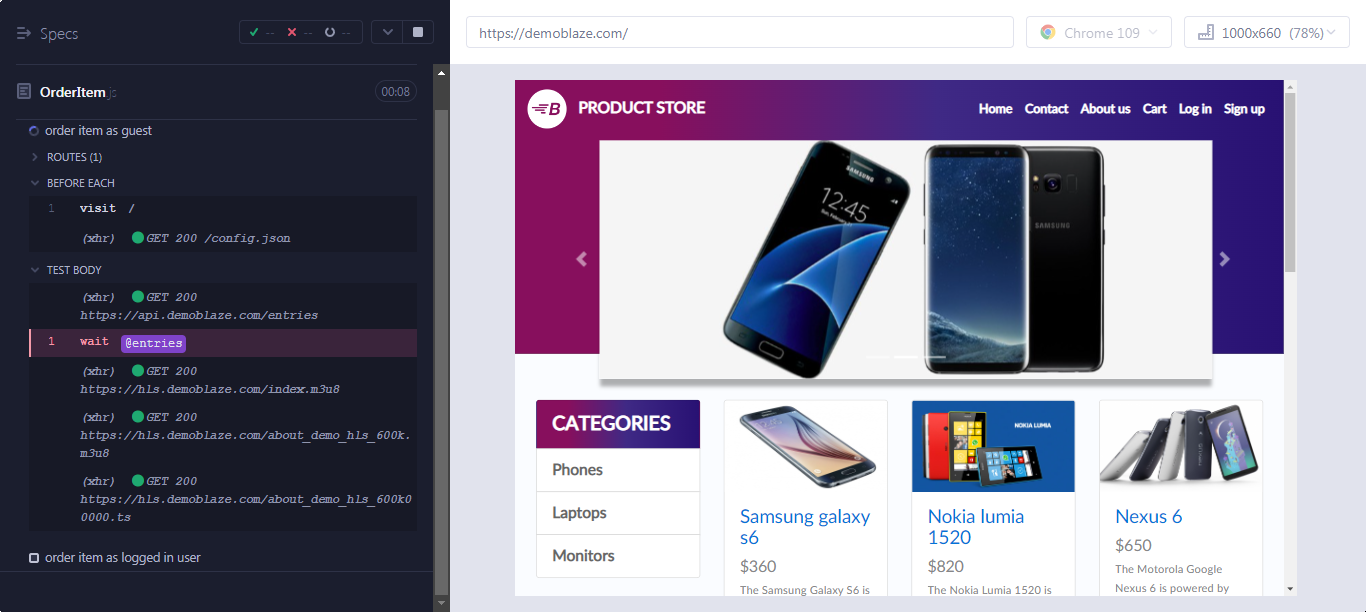 Specs
-- -- --
OrderItem.js
00:08
order item as guest
ROUTES (1)
BEFORE EACH
1 visit /
(xhr) GET 200 /config.json
TEST BODY
(xhr) GET 200
https://api.demoblaze.com/entries
1 wait @entries
(xhr) GET 200
https://hls.demoblaze.com/index.m3u8
(xhr) GET 200
https://hls.demoblaze.com/about_demo_hls_600k.
m3u8
(xhr) GET 200
https://hls.demoblaze.com/about_demo_hls_600k0
0000.ts
order item as logged in user
https://demoblaze.com/
Chrome 109
1000x660 (78%)
B PRODUCT STORE
Home Contact About us Cart Log in Sign up
SAMSUNG
12:45
SAMSUNG
CATEGORIES
Phones
Laptops
Monitors
Samsung galaxy
s6
$360
The Samsung Galaxy S6 is
NOKIA LUMIA
Nokia lumia
1520
$820
The Nokia Lumia 1520 is
nexus
Nexus 6
$650
The Motorola Google
Nexus 6 is powered by